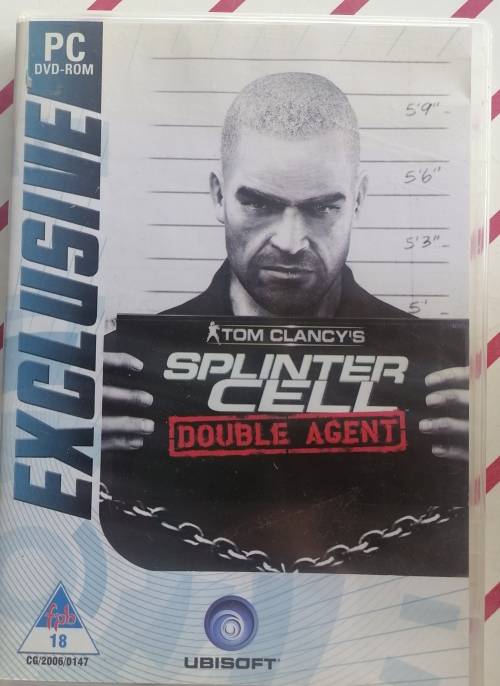 PC
DVD-ROM
EXCLUSIVE
5'9"
5'6"
5'3"
5'
TOM CLANCY'S
SPLINTER
CELL
DOUBLE AGENT
fpb
18
CG/2006/0147
UBISOFT